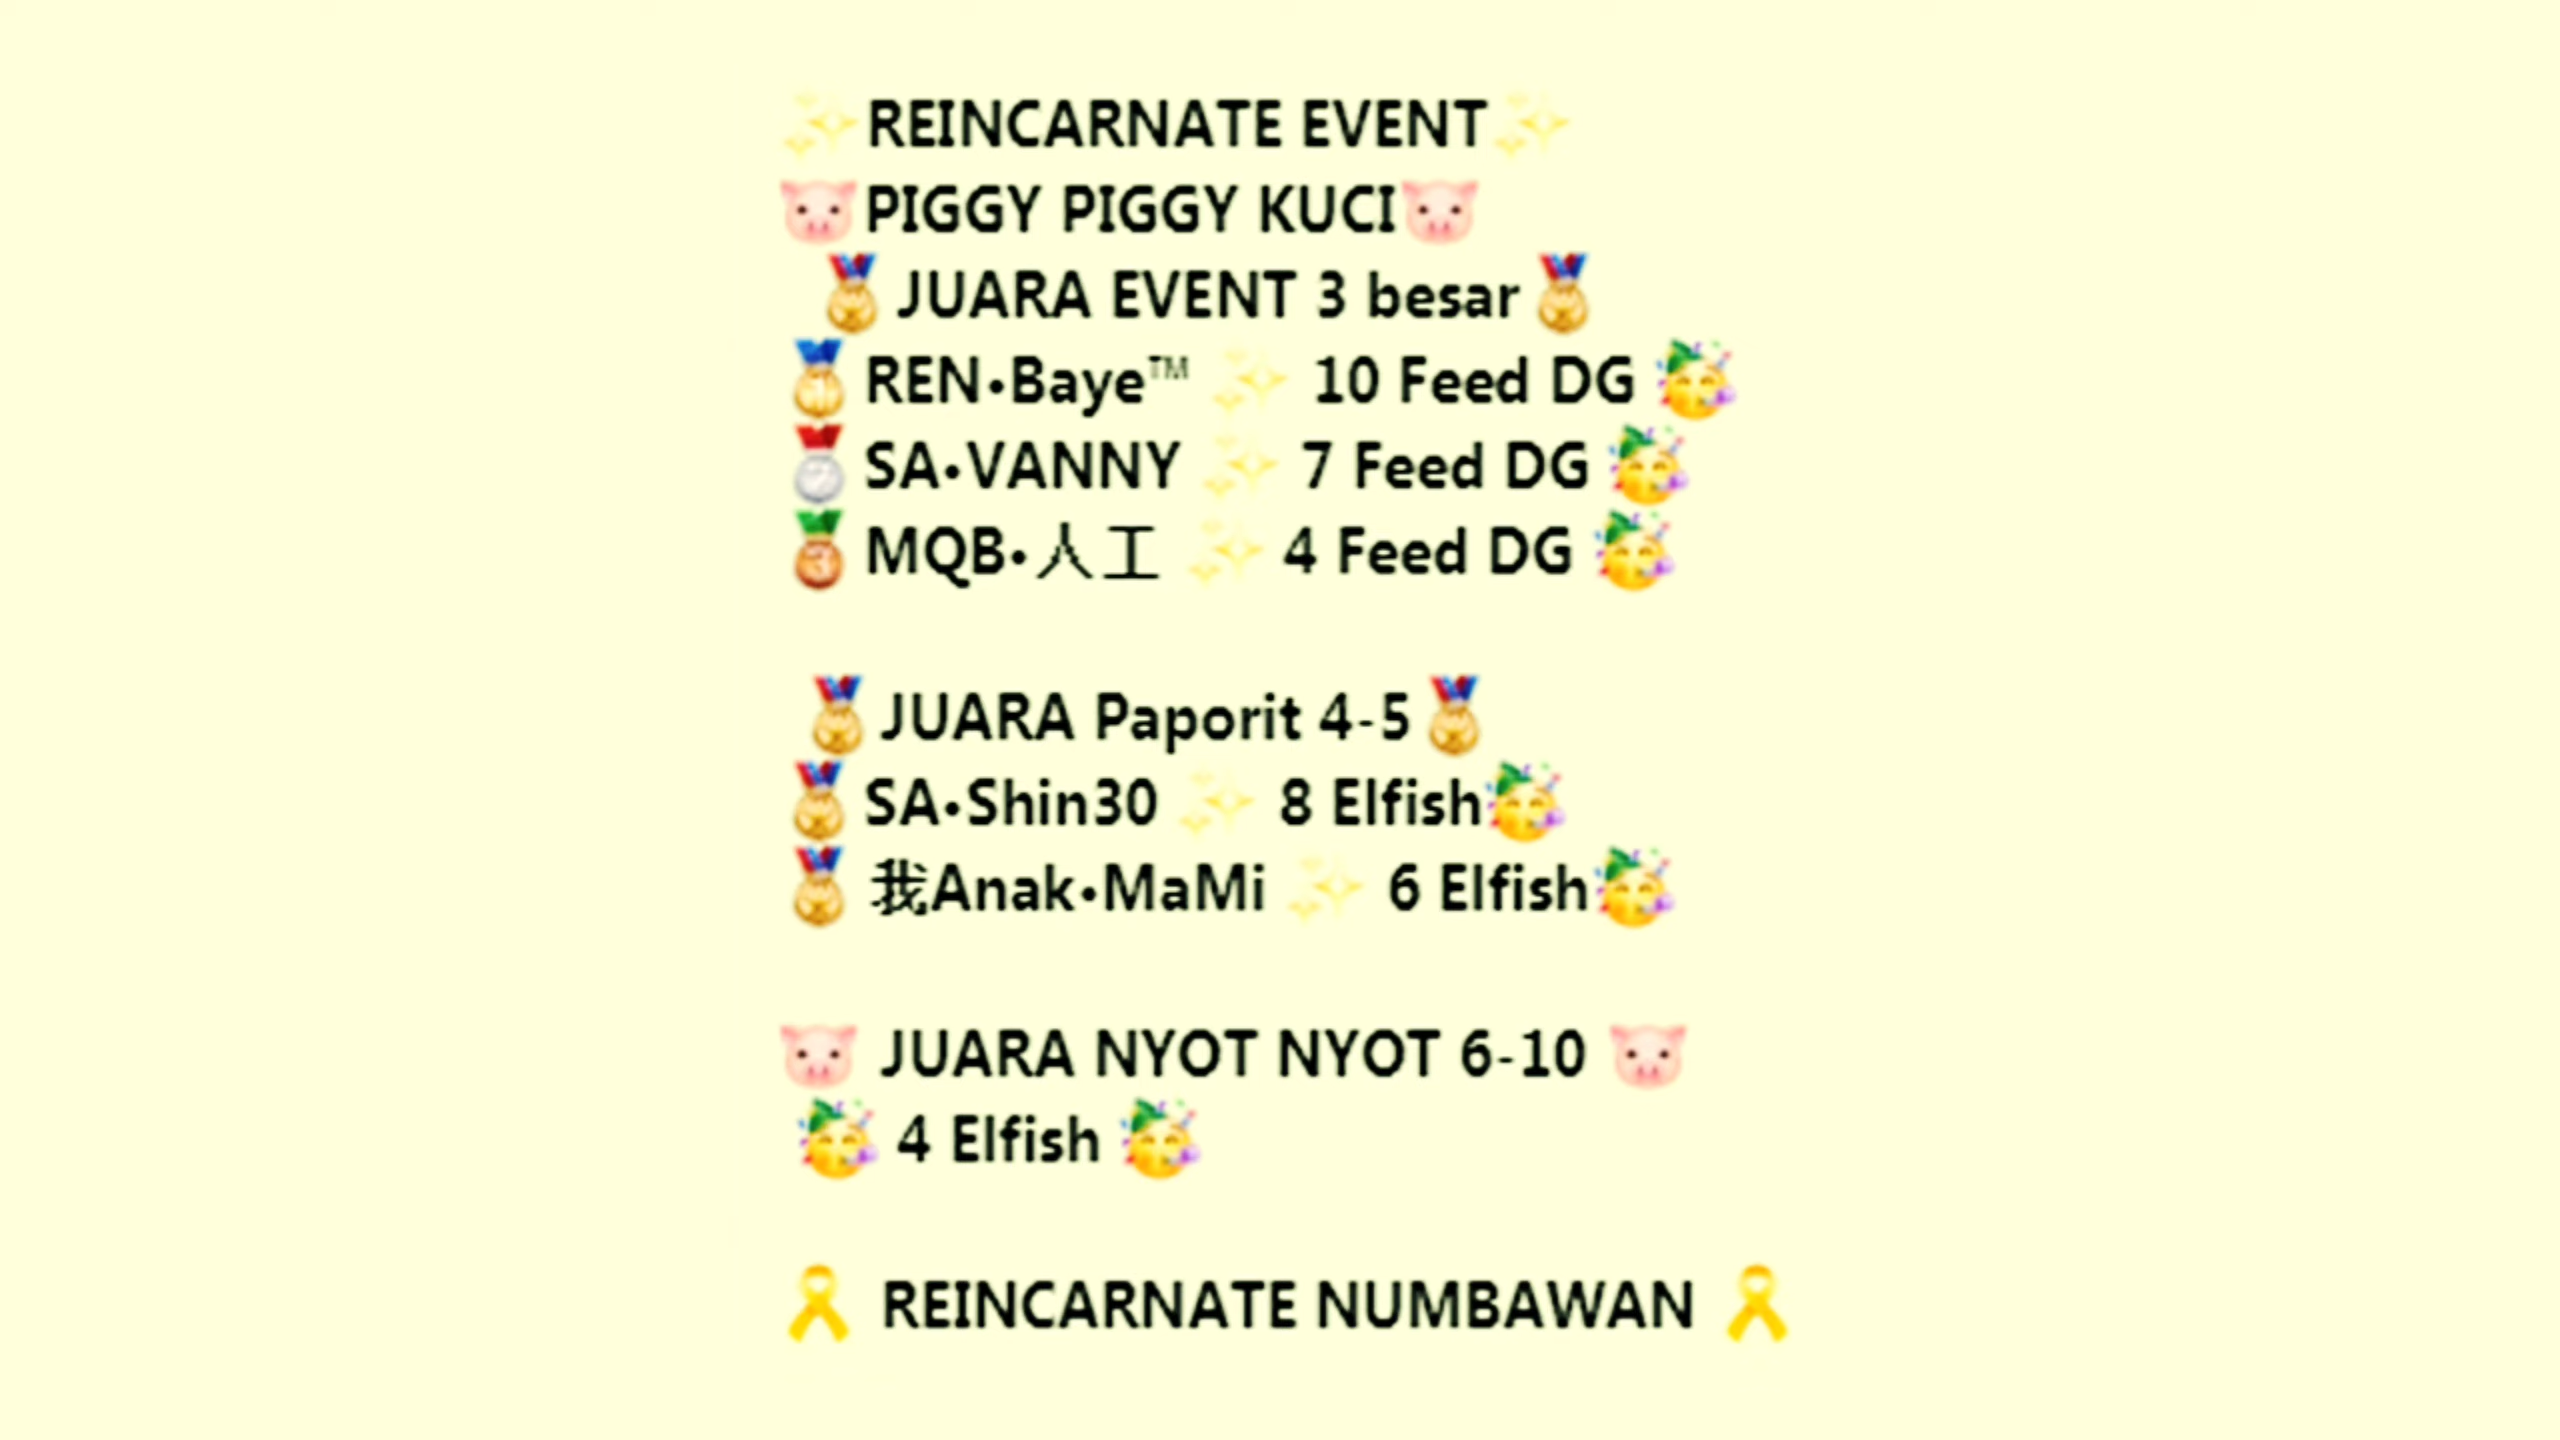 ✨REINCARNATE EVENT✨
🐷PIGGY PIGGY KUCI🐷
🏅JUARA EVENT 3 besar🏅
🥇REN•Baye™ ✨ 10 Feed DG 🥳
🥈SA•VANNY ✨ 7 Feed DG 🥳
🥉MQB•人工 ✨ 4 Feed DG 🥳
🏅JUARA Paporit 4-5🏅
🏅SA•Shin30 ✨ 8 Elfish🥳
🏅我Anak•MaMi ✨ 6 Elfish🥳
🐷 JUARA NYOT NYOT 6-10 🐷
🥳 4 Elfish 🥳
🎗 REINCARNATE NUMBAWAN 🎗